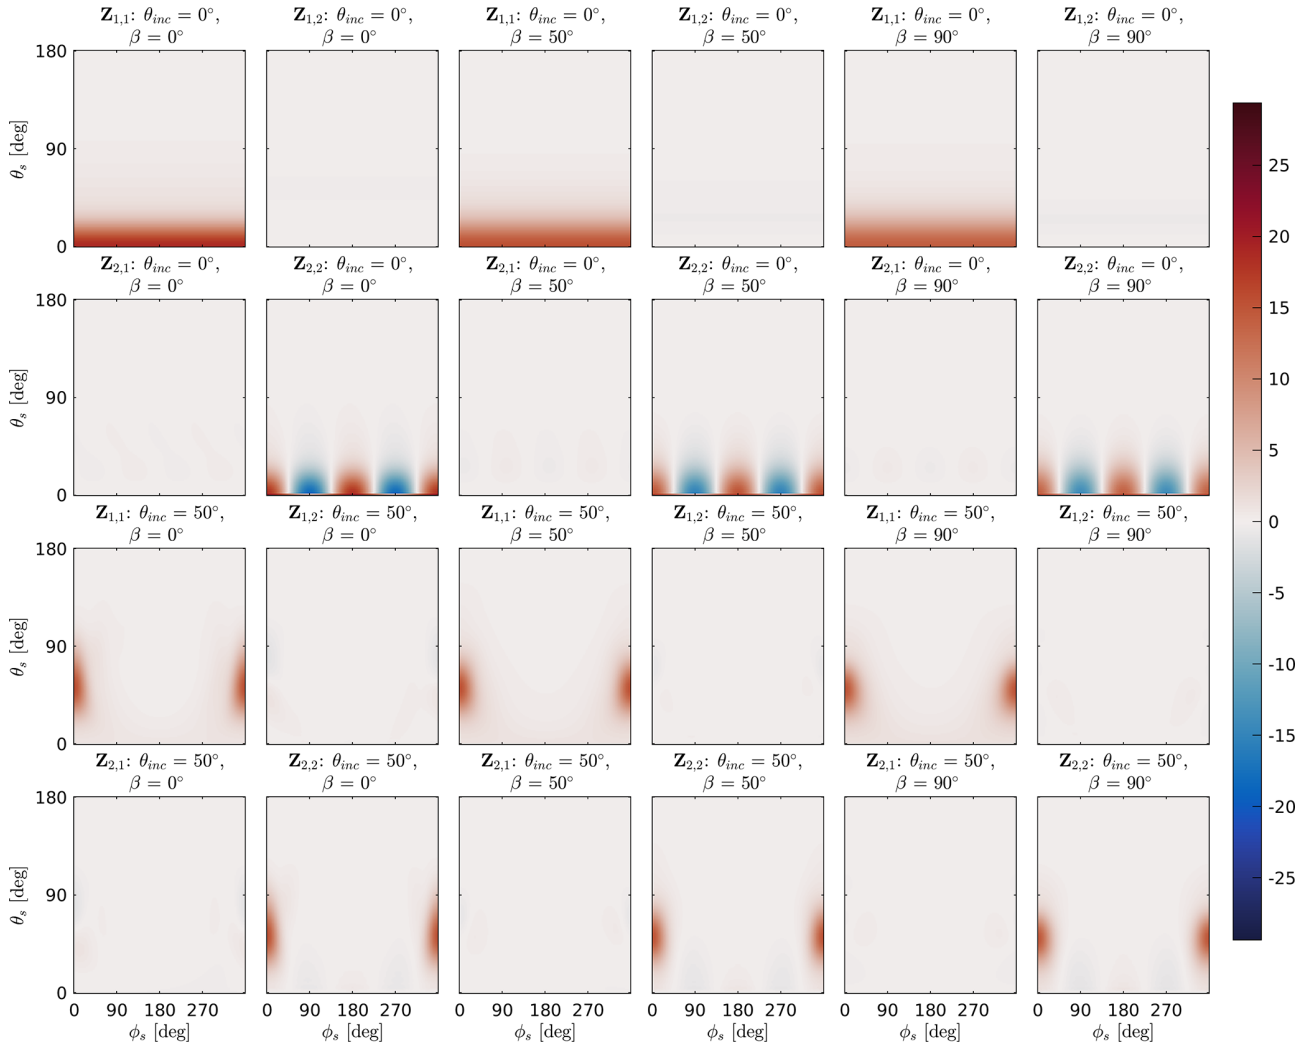 Z1,1: θinc = 0°, Z1,2: θinc = 0°, Z1,1: θinc = 0°, Z1,2: θinc = 0°, Z1,1: θinc = 0°, Z1,2: θinc = 0°,
β = 0° β = 0° β = 50° β = 50° β = 90° β = 90°
180
90
0
θs [deg]
Z2,1: θinc = 0°, Z2,2: θinc = 0°, Z2,1: θinc = 0°, Z2,2: θinc = 0°, Z2,1: θinc = 0°, Z2,2: θinc = 0°,
β = 0° β = 0° β = 50° β = 50° β = 90° β = 90°
180
90
0
θs [deg]
Z1,1: θinc = 50°, Z1,2: θinc = 50°, Z1,1: θinc = 50°, Z1,2: θinc = 50°, Z1,1: θinc = 50°, Z1,2: θinc = 50°,
β = 0° β = 0° β = 50° β = 50° β = 90° β = 90°
180
90
0
θs [deg]
Z2,1: θinc = 50°, Z2,2: θinc = 50°, Z2,1: θinc = 50°, Z2,2: θinc = 50°, Z2,1: θinc = 50°, Z2,2: θinc = 50°,
β = 0° β = 0° β = 50° β = 50° β = 90° β = 90°
180
90
0
θs [deg]
0 90 180 270 0 90 180 270 0 90 180 270 0 90 180 270 0 90 180 270 0 90 180 270
ϕs [deg] ϕs [deg] ϕs [deg] ϕs [deg] ϕs [deg] ϕs [deg]
25
20
15
10
5
0
-5
-10
-15
-20
-25